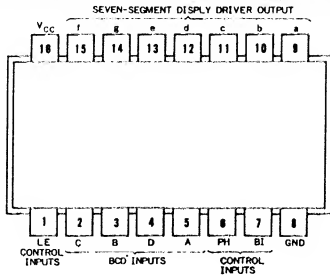 SEVEN-SEGMENT DISPLY DRIVER OUTPUT
VCC f g e d c b a
16 15 14 13 12 11 10 9
1 2 3 4 5 6 7 8
LE C B D A PH BI GND
CONTROL INPUTS BCD INPUTS CONTROL INPUTS